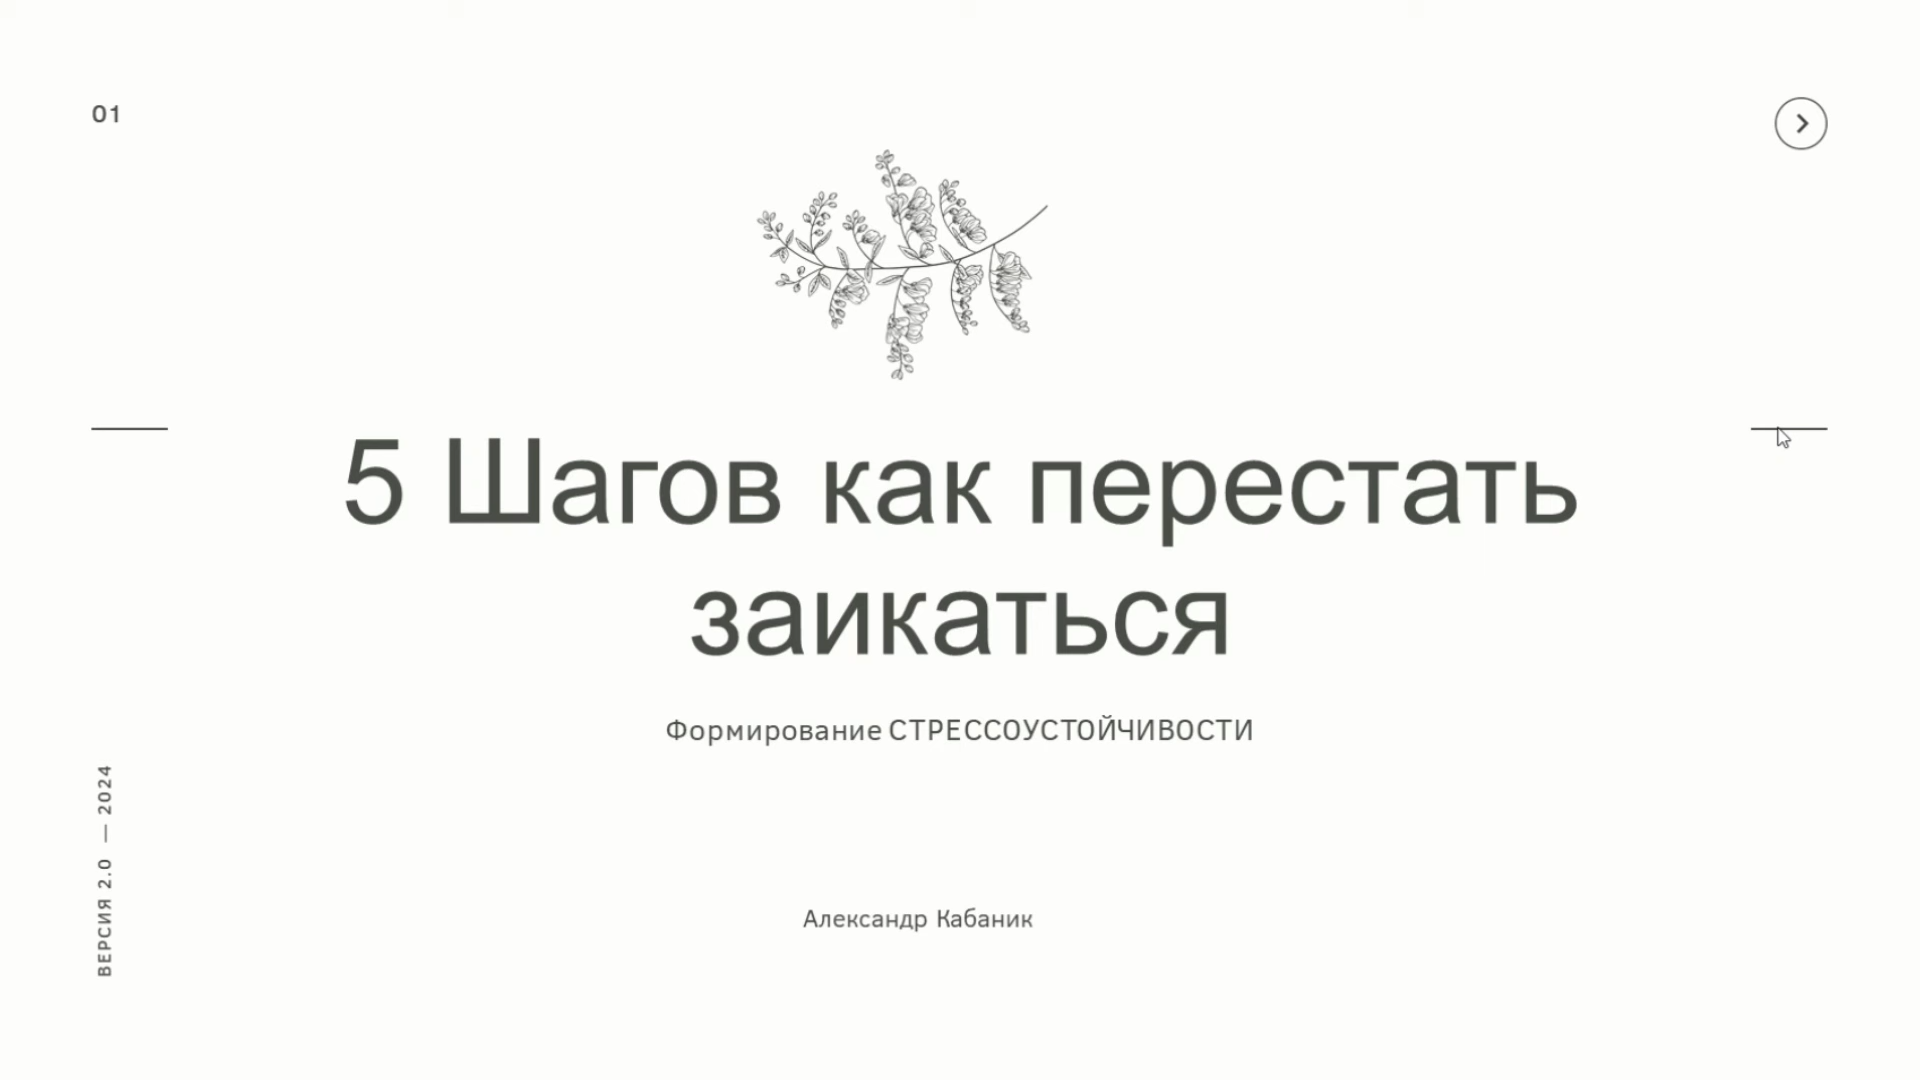 01
5 Шагов как перестать
заикаться
Формирование СТРЕССОУСТОЙЧИВОСТИ
ВЕРСИЯ 2.0 — 2024
Александр Кабаник